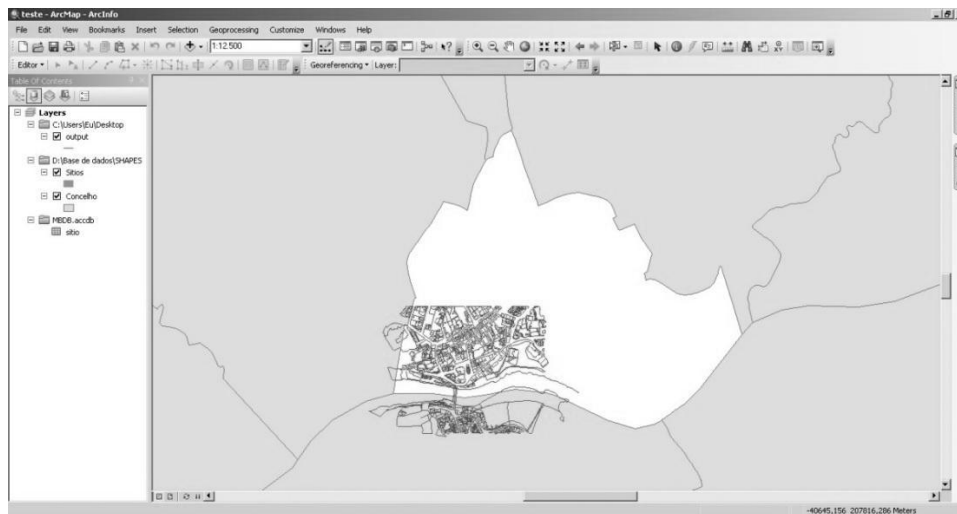 teste - ArcMap - ArcInfo
File Edit View Bookmarks Insert Selection Geoprocessing Customize Windows Help
1:12.500
Editor Georeferencing Layer:
Table Of Contents
Layers
C:\Users\Eu\Desktop
output
D:\Base de dados\SHAPES
Sitios
Concelho
MBDB.accdb
sitio
-40645,156 207816,286 Meters